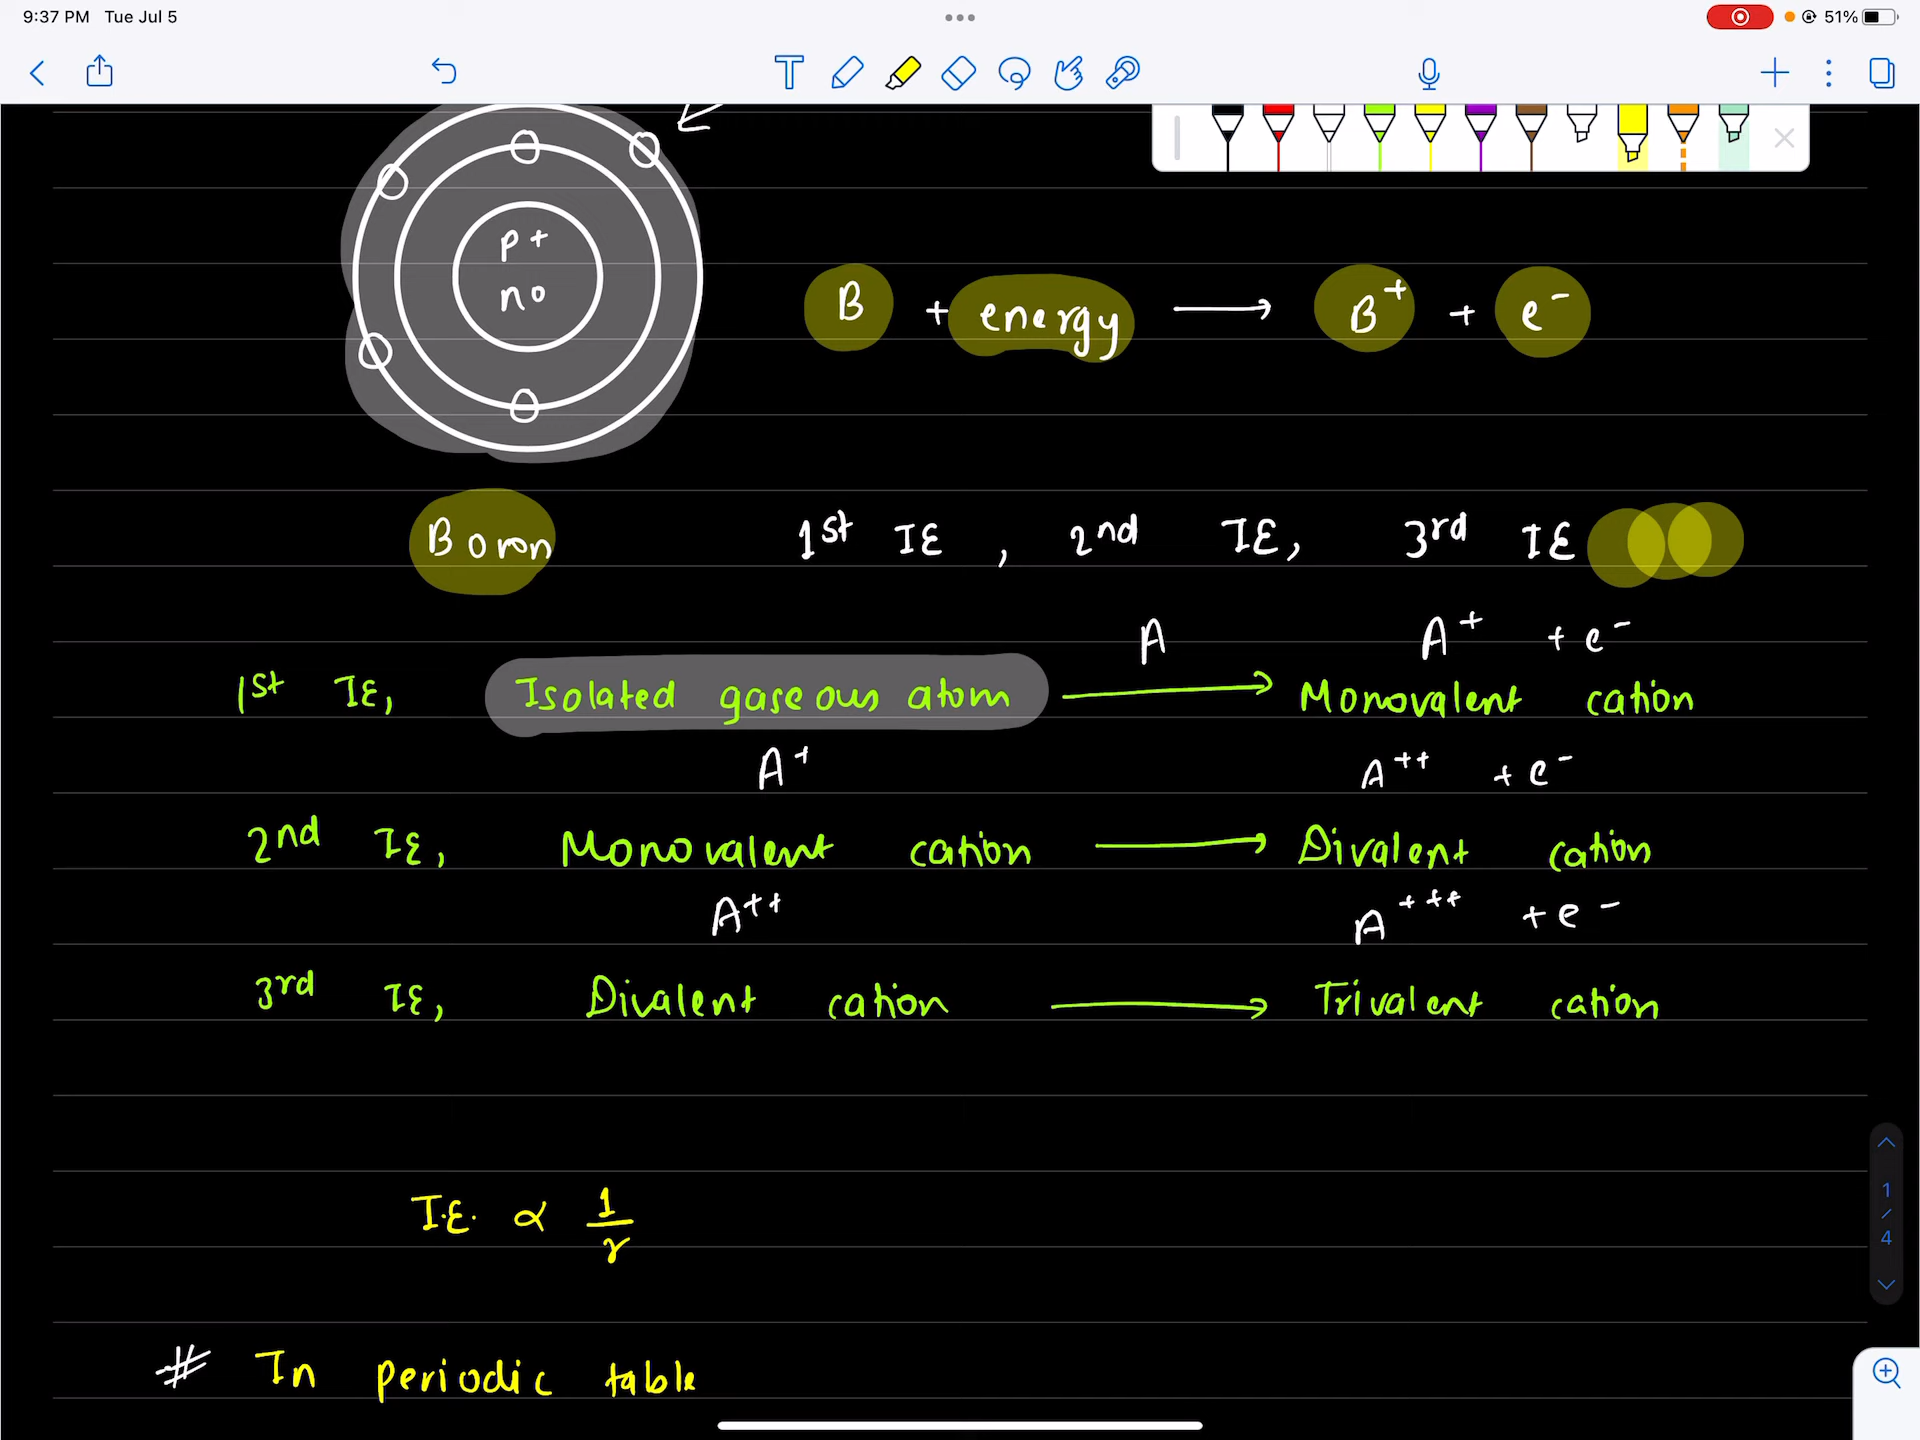 9:37 PM Tue Jul 5
51%
p+
no
B + energy → B⁺ + e⁻
Boron
1st IE, 2nd IE, 3rd IE
A A⁺ + e⁻
1st IE, Isolated gaseous atom → Monovalent cation
A⁺ A⁺⁺ + e⁻
2nd IE, Monovalent cation → Divalent cation
A⁺⁺ A⁺⁺⁺ + e⁻
3rd IE, Divalent cation → Trivalent cation
I.E. ∝ 1/r
# In periodic table
1
/
4